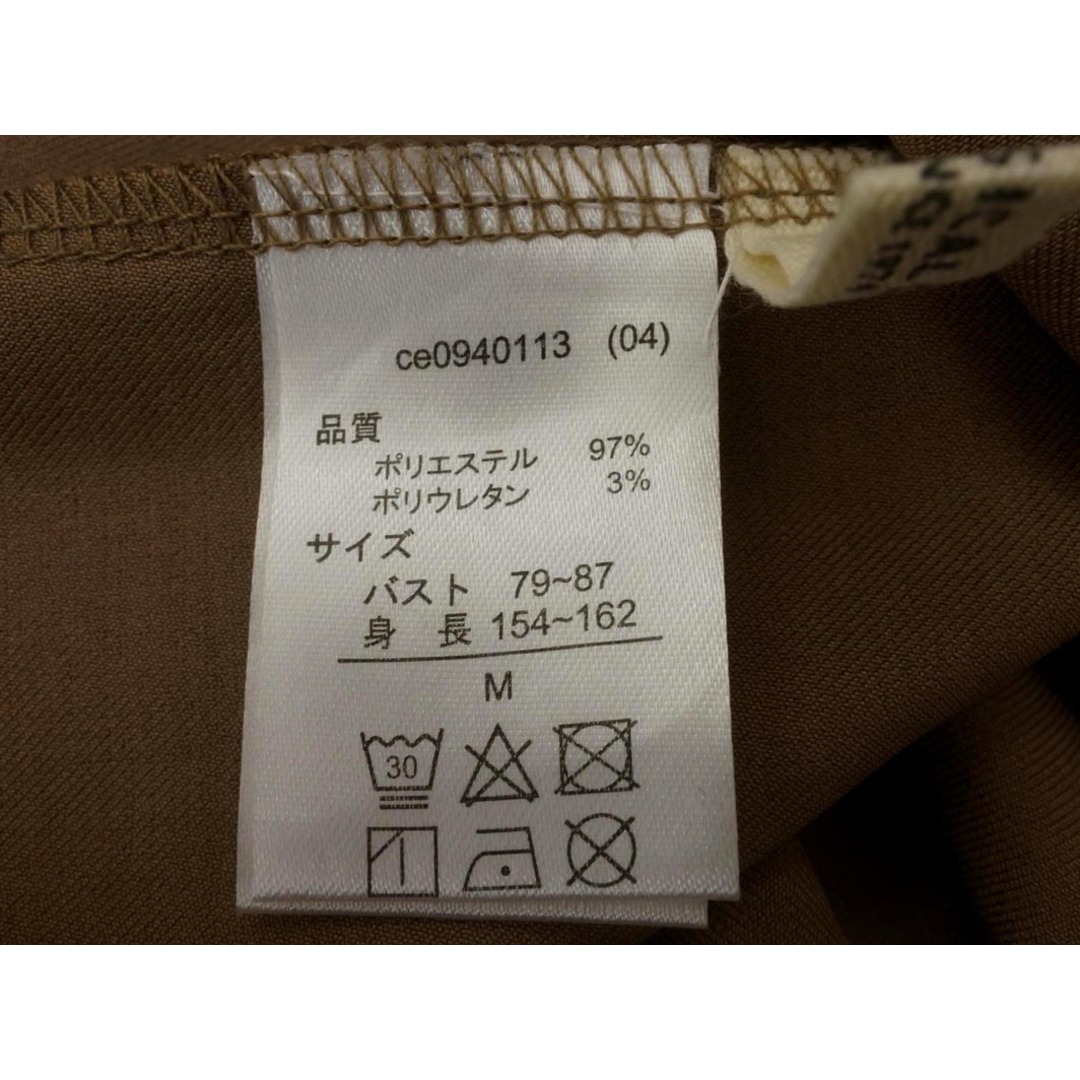 ce0940113 (04)
品質
ポリエステル 97%
ポリウレタン 3%
サイズ
バスト 79~87
身 長 154~162
M
30